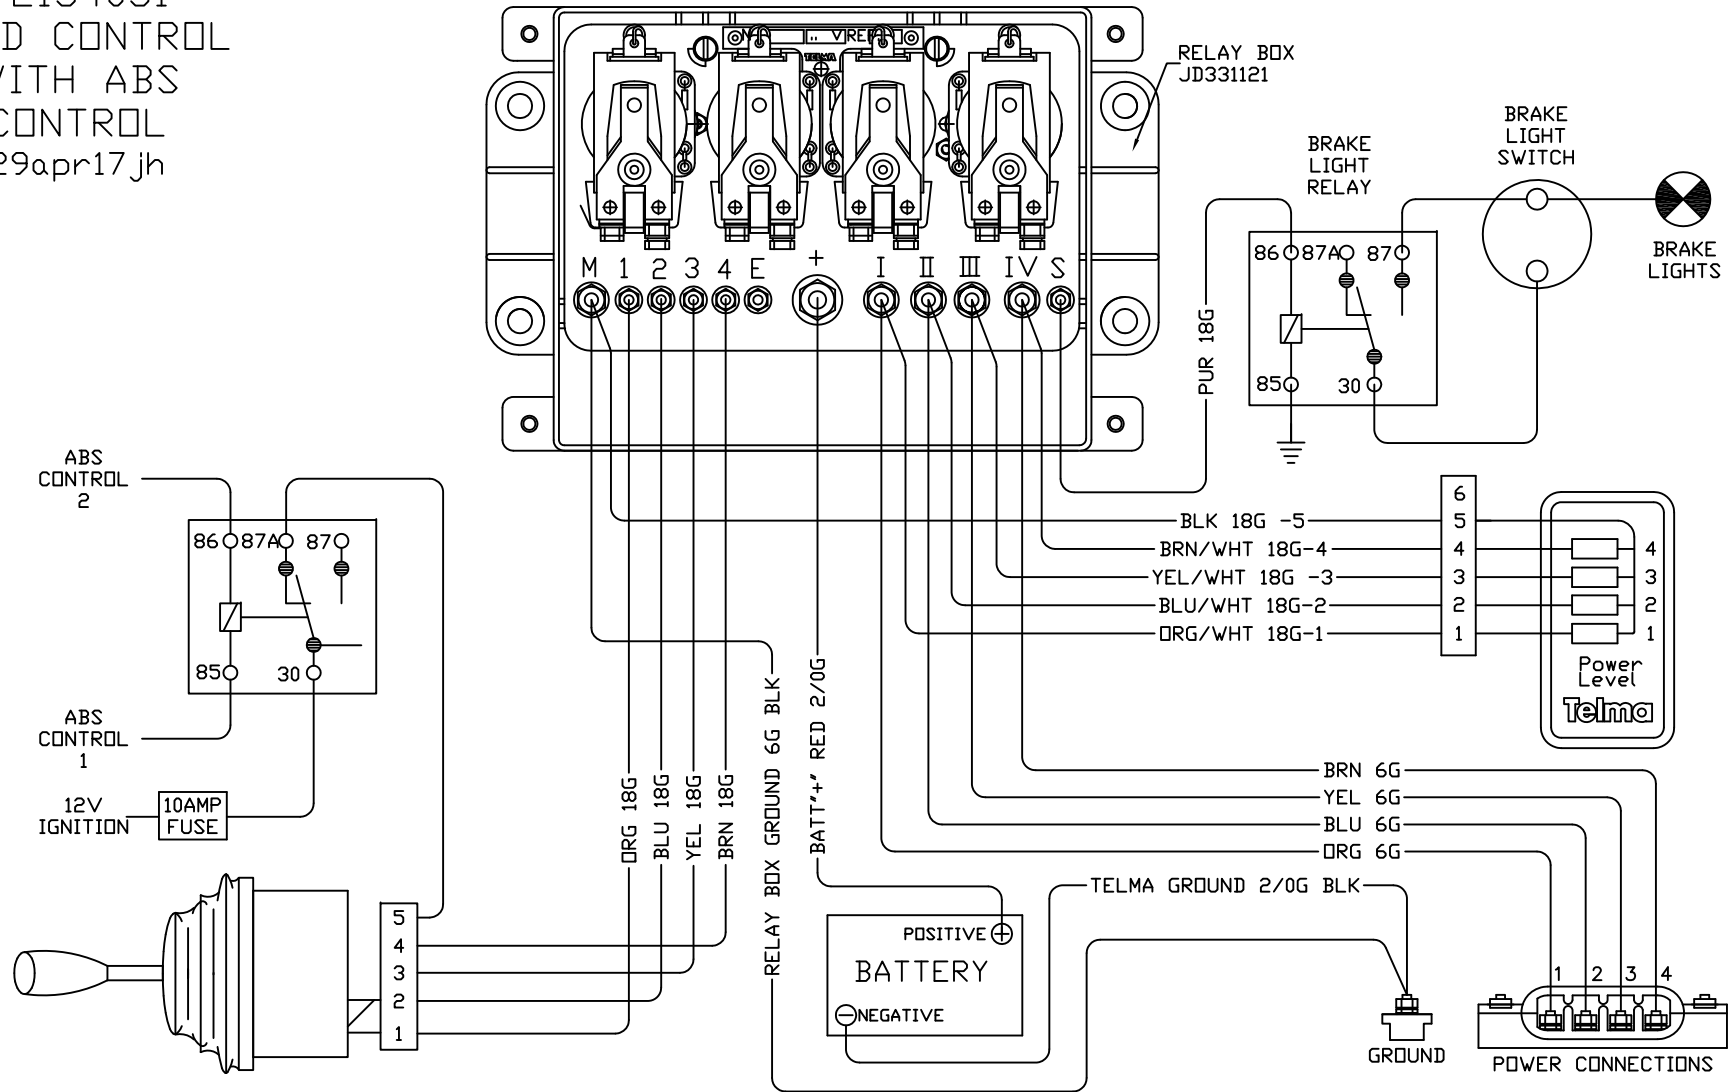 D CONTROL
WITH ABS
CONTROL
29apr17jh
RELAY BOX
JD331121
TELMA
BRAKE
LIGHT
RELAY
BRAKE
LIGHT
SWITCH
BRAKE
LIGHTS
86 87A 87
85 30
PUR 18G
M 1 2 3 4 E + I II III IV S
ABS
CONTROL
2
86 87A 87
85 30
ABS
CONTROL
1
12V
IGNITION
10AMP
FUSE
5
4
3
2
1
ORG 18G
BLU 18G
YEL 18G
BRN 18G
RELAY BOX GROUND 6G BLK
BATT"+" RED 2/0G
6
5
4
3
2
1
BLK 18G -5
BRN/WHT 18G-4
YEL/WHT 18G -3
BLU/WHT 18G-2
ORG/WHT 18G-1
4
3
2
1
Power
Level
Telma
BRN 6G
YEL 6G
BLU 6G
ORG 6G
TELMA GROUND 2/0G BLK
POSITIVE +
BATTERY
NEGATIVE
GROUND
1 2 3 4
POWER CONNECTIONS